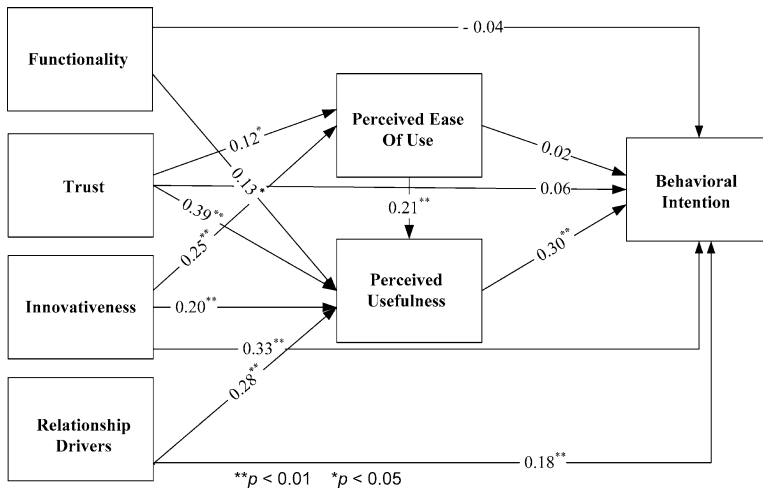 - 0.04
Functionality
Perceived Ease
Of Use
0.12*
0.02
Trust
0.13 *
0.06
Behavioral
Intention
0.39**
0.21**
0.25**
0.30**
Perceived
Usefulness
Innovativeness
0.20**
0.33**
0.28**
Relationship
Drivers
0.18**
**p < 0.01 *p < 0.05